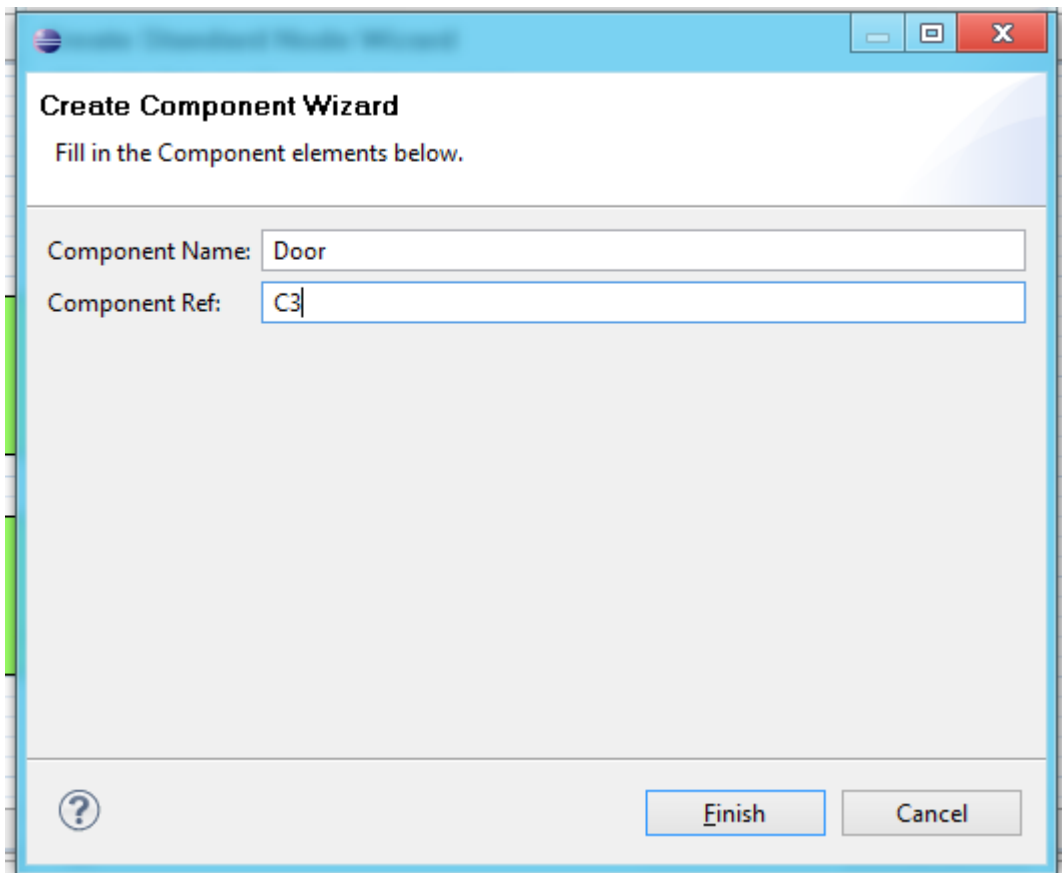 Create Component Wizard
Fill in the Component elements below.
Component Name: Door
Component Ref: C3
Finish
Cancel